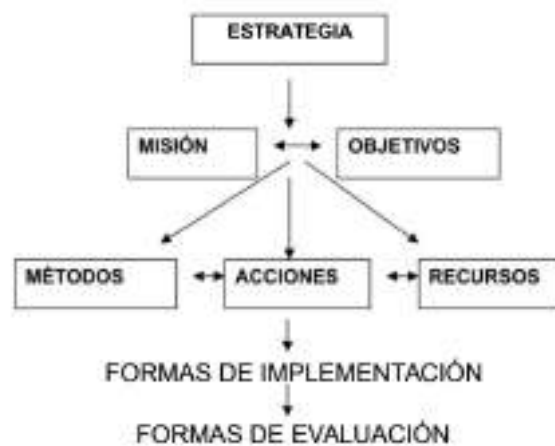 ESTRATEGIA
MISIÓN
OBJETIVOS
MÉTODOS
ACCIONES
RECURSOS
FORMAS DE IMPLEMENTACIÓN
FORMAS DE EVALUACIÓN